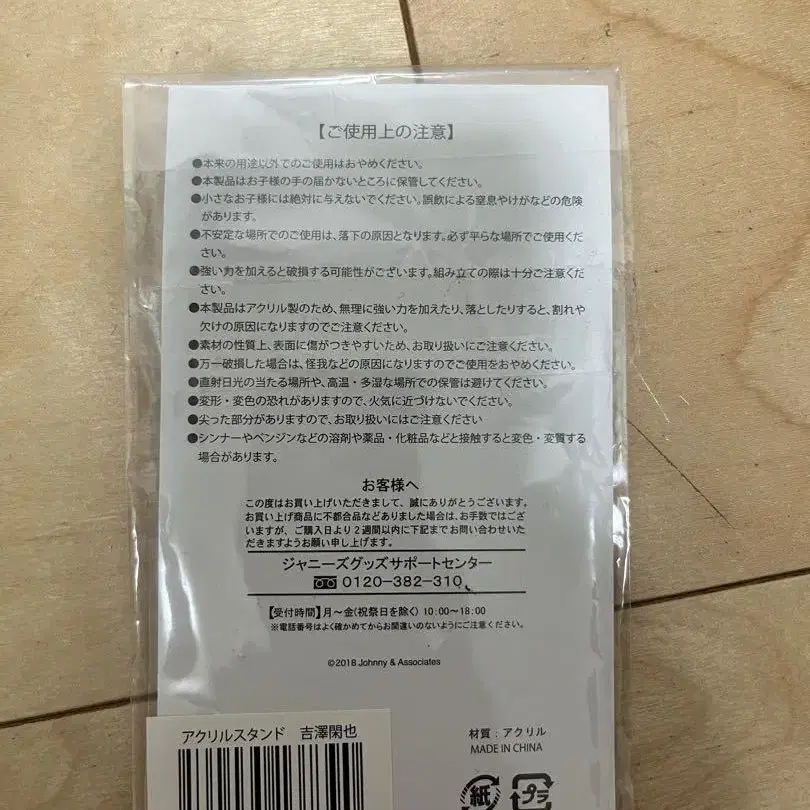 【ご使用上の注意】
●本来の用途以外でのご使用はおやめください。
●本製品はお子様の手の届かないところに保管してください。
●小さなお子様には絶対に与えないでください。誤飲による窒息やけがなどの危険
があります。
●不安定な場所でのご使用は、落下の原因となります。必ず平らな場所でご使用くだ
さい。
●強い力を加えると破損する可能性がございます。組み立ての際は十分ご注意くださ
い。
●本製品はアクリル製のため、無理に強い力を加えたり、落としたりすると、割れや
欠けの原因になりますのでご注意ください。
●素材の性質上、表面に傷がつきやすいため、お取り扱いにご注意ください。
●万一破損した場合は、怪我などの原因になりますのでご使用をおやめください。
●直射日光の当たる場所や、高温・多湿な場所での保管は避けてください。
●変形・変色の恐れがありますので、火気に近づけないでください。
●尖った部分がありますので、お取り扱いにはご注意ください
●シンナーやベンジンなどの溶剤や薬品・化粧品などと接触すると変色・変質する
場合があります。
お客様へ
この度はお買い上げいただきまして、誠にありがとうございます。
お買い上げ商品に不都合品などありました場合は、お手数ではござ
いますが、ご購入日より2週間以内に下記までお問い合わせいた
だきますようお願い申し上げます。
ジャニーズグッズサポートセンター
0120-382-310
【受付時間】月～金(祝祭日を除く) 10:00～18:00
※電話番号はよく確かめてからお間違いのないようにご注意ください。
©2018 Johnny & Associates
アクリルスタンド 吉澤閑也
材質:アクリル
MADE IN CHINA
紙
プラ